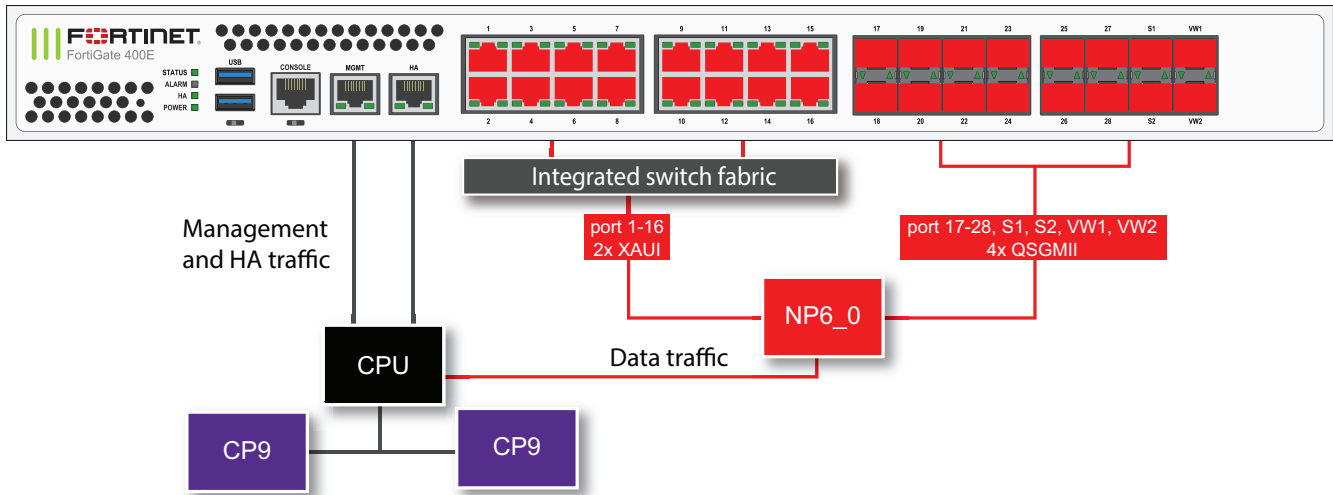 FORTINET
FortiGate 400E
STATUS
ALARM
HA
POWER
USB
CONSOLE
MGMT
HA
1 3 5 7
2 4 6 8
9 11 13 15
10 12 14 16
17 19 21 23
18 20 22 24
25 27 S1 VW1
26 28 S2 VW2
Integrated switch fabric
Management
and HA traffic
port 1-16
2x XAUI
port 17-28, S1, S2, VW1, VW2
4x QSGMII
NP6_0
Data traffic
CPU
CP9
CP9